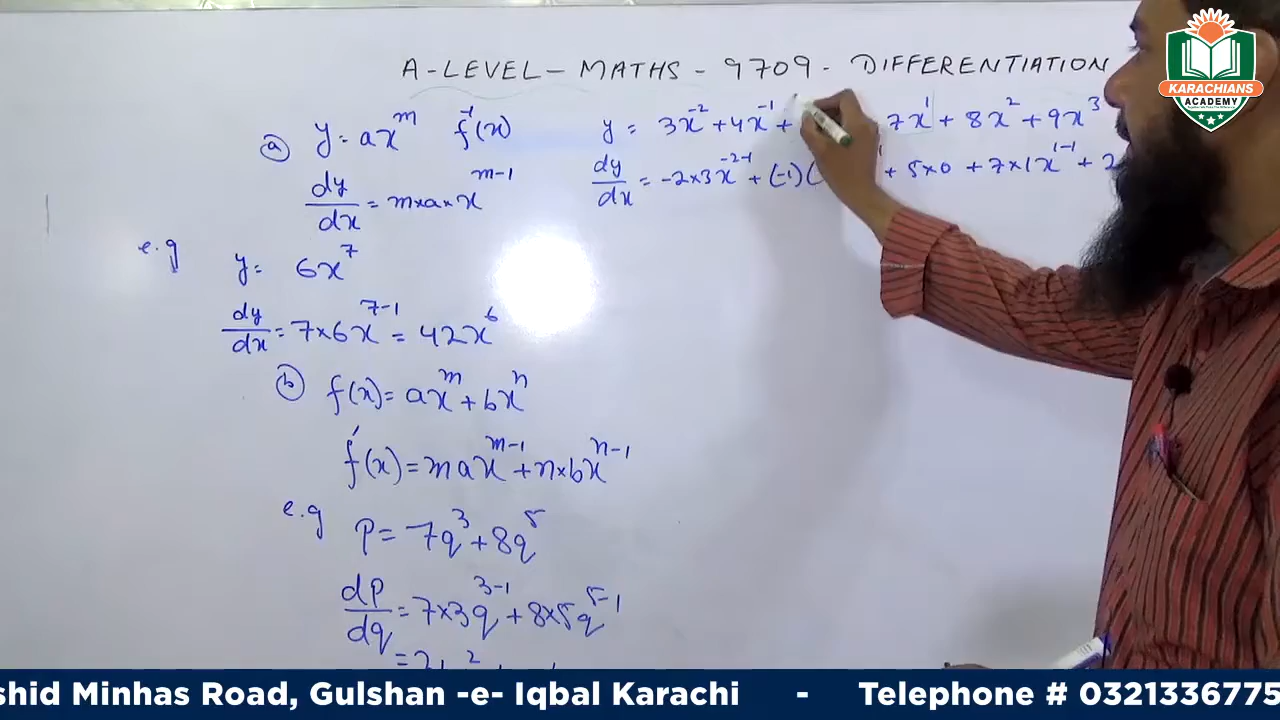 A-LEVEL-MATHS-9709- DIFFERENTIATION
KARACHIANS
ACADEMY
a y = ax^m f^-1(x)
dy/dx = m×a×x^m-1
e.g y = 6x^7
dy/dx = 7×6x^7-1 = 42x^6
b f(x) = ax^m + bx^n
f'(x) = max^m-1 + n×bx^n-1
e.g P = 7q^3 + 8q^5
dP/dq = 7×3q^3-1 + 8×5q^5-1
y = 3x^-2 + 4x^-1 + 7x^1 + 8x^2 + 9x^3
dy/dx = -2×3x^-2-1 + (-1)( + 5×0 + 7×1x^1-1 + 2
shid Minhas Road, Gulshan -e- Iqbal Karachi - Telephone # 0321336775